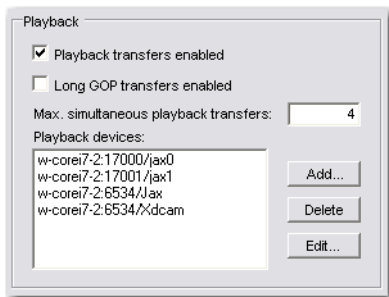 Playback
Playback transfers enabled
Long GOP transfers enabled
Max. simultaneous playback transfers: 4
Playback devices:
w-corei7-2:17000/jax0
w-corei7-2:17001/jax1
w-corei7-2:6534/Jax
w-corei7-2:6534/Xdcam
Add...
Delete
Edit...